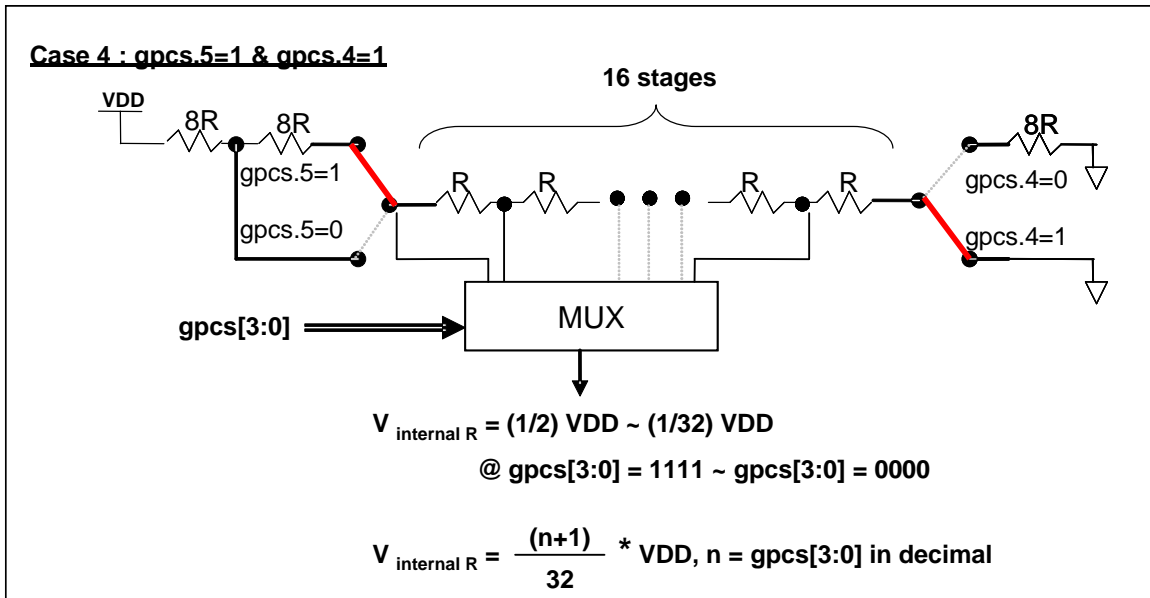 Case 4 : gpcs.5=1 & gpcs.4=1
16 stages
VDD
8R
8R
8R
gpcs.5=1
R
R
R
R
gpcs.4=0
gpcs.5=0
gpcs.4=1
MUX
gpcs[3:0]
V internal R = (1/2) VDD ~ (1/32) VDD
@ gpcs[3:0] = 1111 ~ gpcs[3:0] = 0000
V internal R = (n+1) / 32 * VDD, n = gpcs[3:0] in decimal